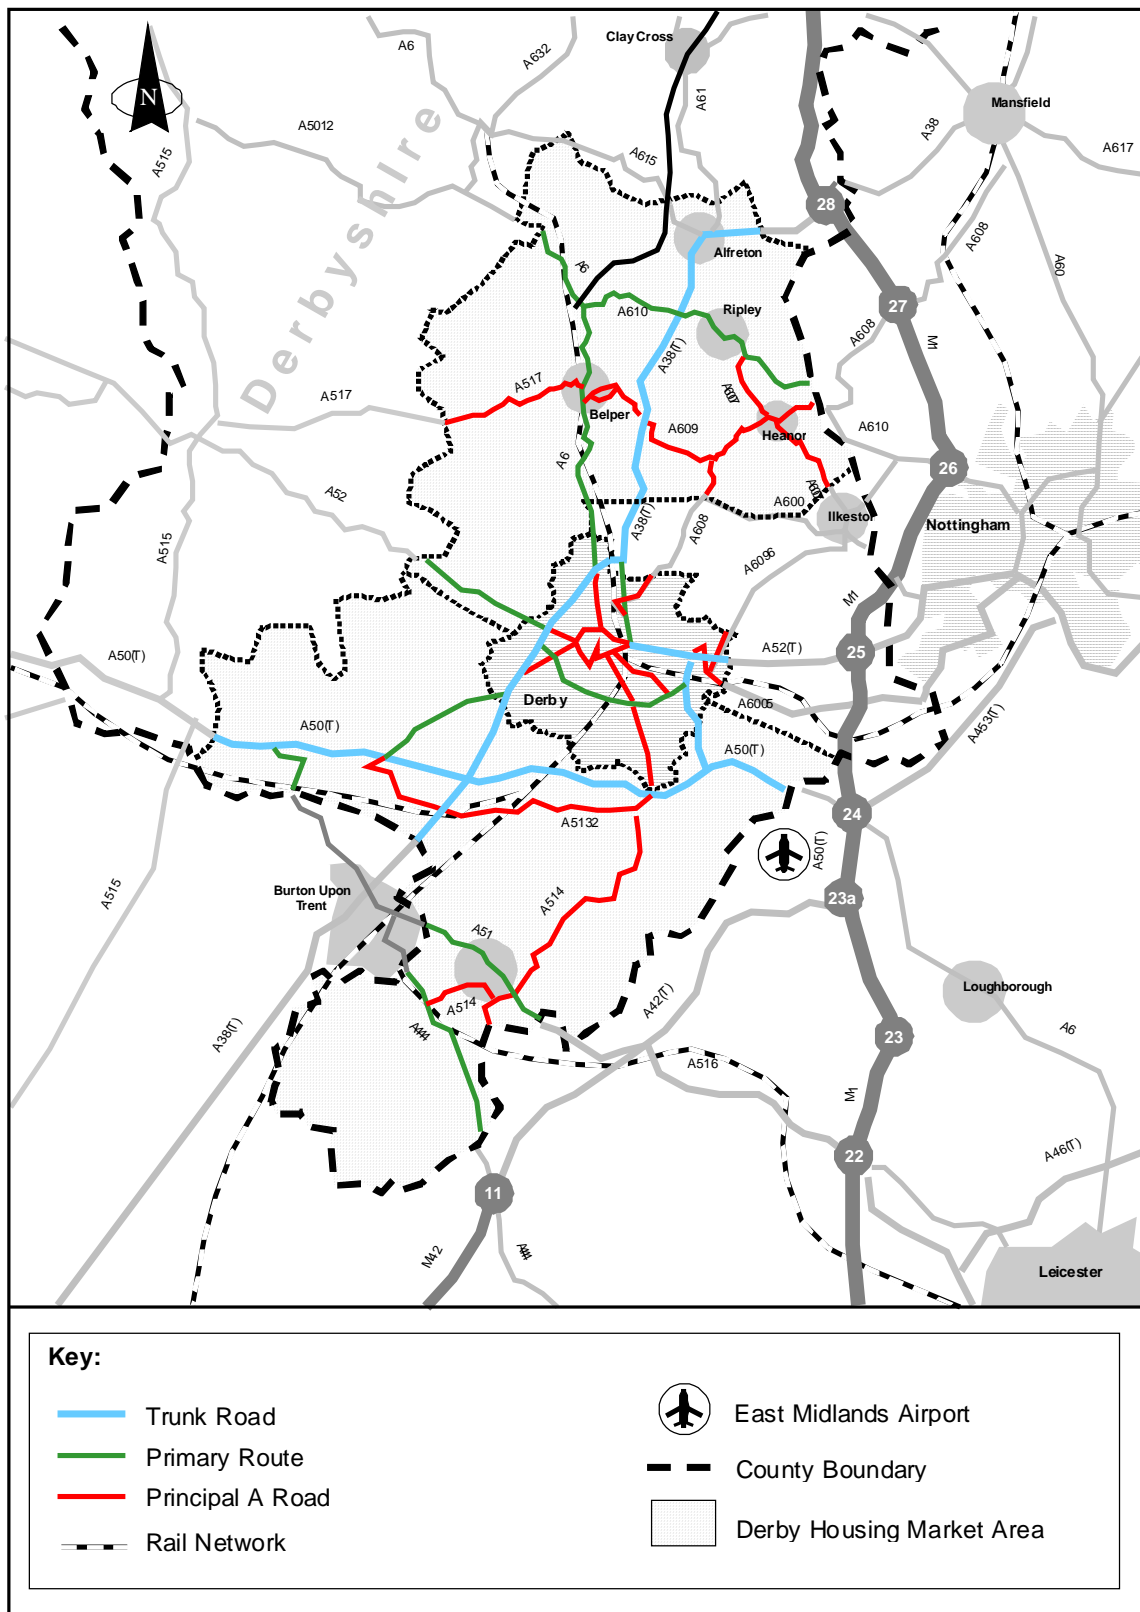 Clay Cross
A6
A632
A61
Mansfield
A38
A617
A5012
A515
A615
N
Derbyshire
28
A608
A60
Alfreton
A6
27
M1
Ripley
A610
A608
A38(T)
A517
A517
A607
Belper
A609
Heanor
A610
26
A6
A52
A600
A607
Ilkeston
Nottingham
A38(T)
A608
A515
A6096
M1
A50(T)
A52(T)
25
Derby
A6005
A453(T)
A50(T)
A50(T)
A5132
24
A50(T)
A515
Burton Upon
Trent
A514
23a
A51
A514
A42(T)
Loughborough
A38(T)
A444
A6
23
A516
M1
22
A46(T)
11
M42
A444
Leicester
Key:
Trunk Road
Primary Route
Principal A Road
Rail Network
East Midlands Airport
County Boundary
Derby Housing Market Area